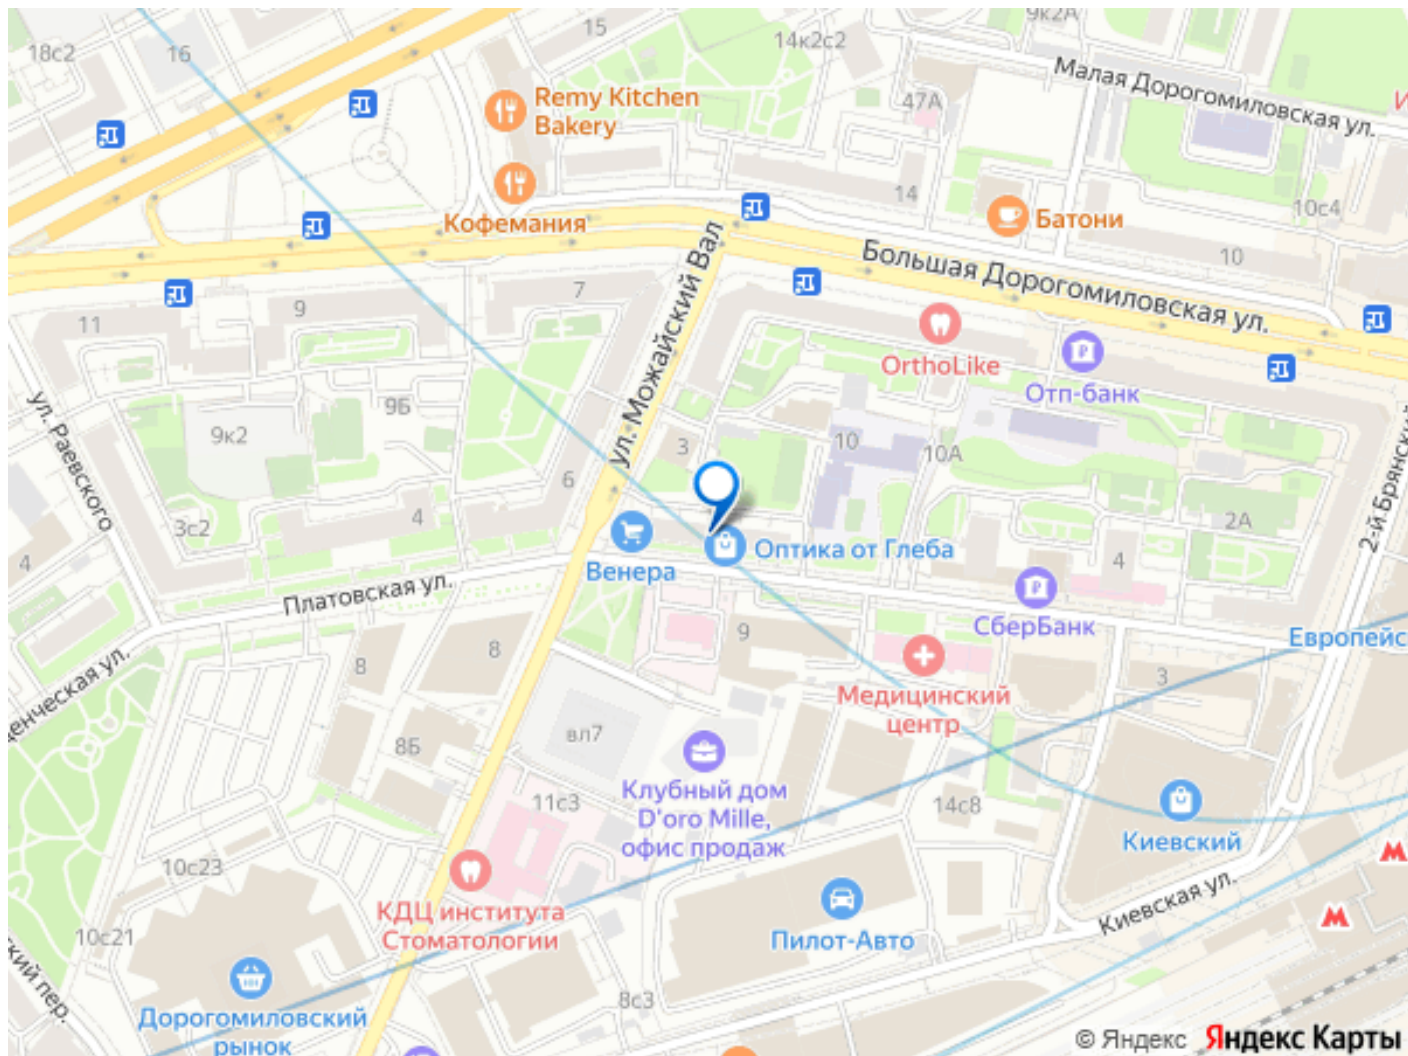 18с2
16
15
14к2с2
9к2А
Малая Дорогомиловская ул.
47А
И
Remy Kitchen
Bakery
Кофемания
14
Батони
10с4
10
Большая Дорогомиловская ул.
ул. Можайский Вал
11
9
7
OrthoLike
Отп-банк
ул. Раевского
9Б
9к2
3
10
10А
2-й Брянский
6
3с2
4
4
2А
Венера
Оптика от Глеба
4
Платовская ул.
СберБанк
Европейс
8
8
9
3
Медицинский
центр
денческая ул.
8Б
вл7
Клубный дом
D'oro Mille,
офис продаж
11с3
14с8
Киевский
10с23
КДЦ института
Стоматологии
Пилот-Авто
Киевская ул.
10с21
ский пер.
8с3
Дорогомиловский
рынок
© Яндекс Яндекс Карты